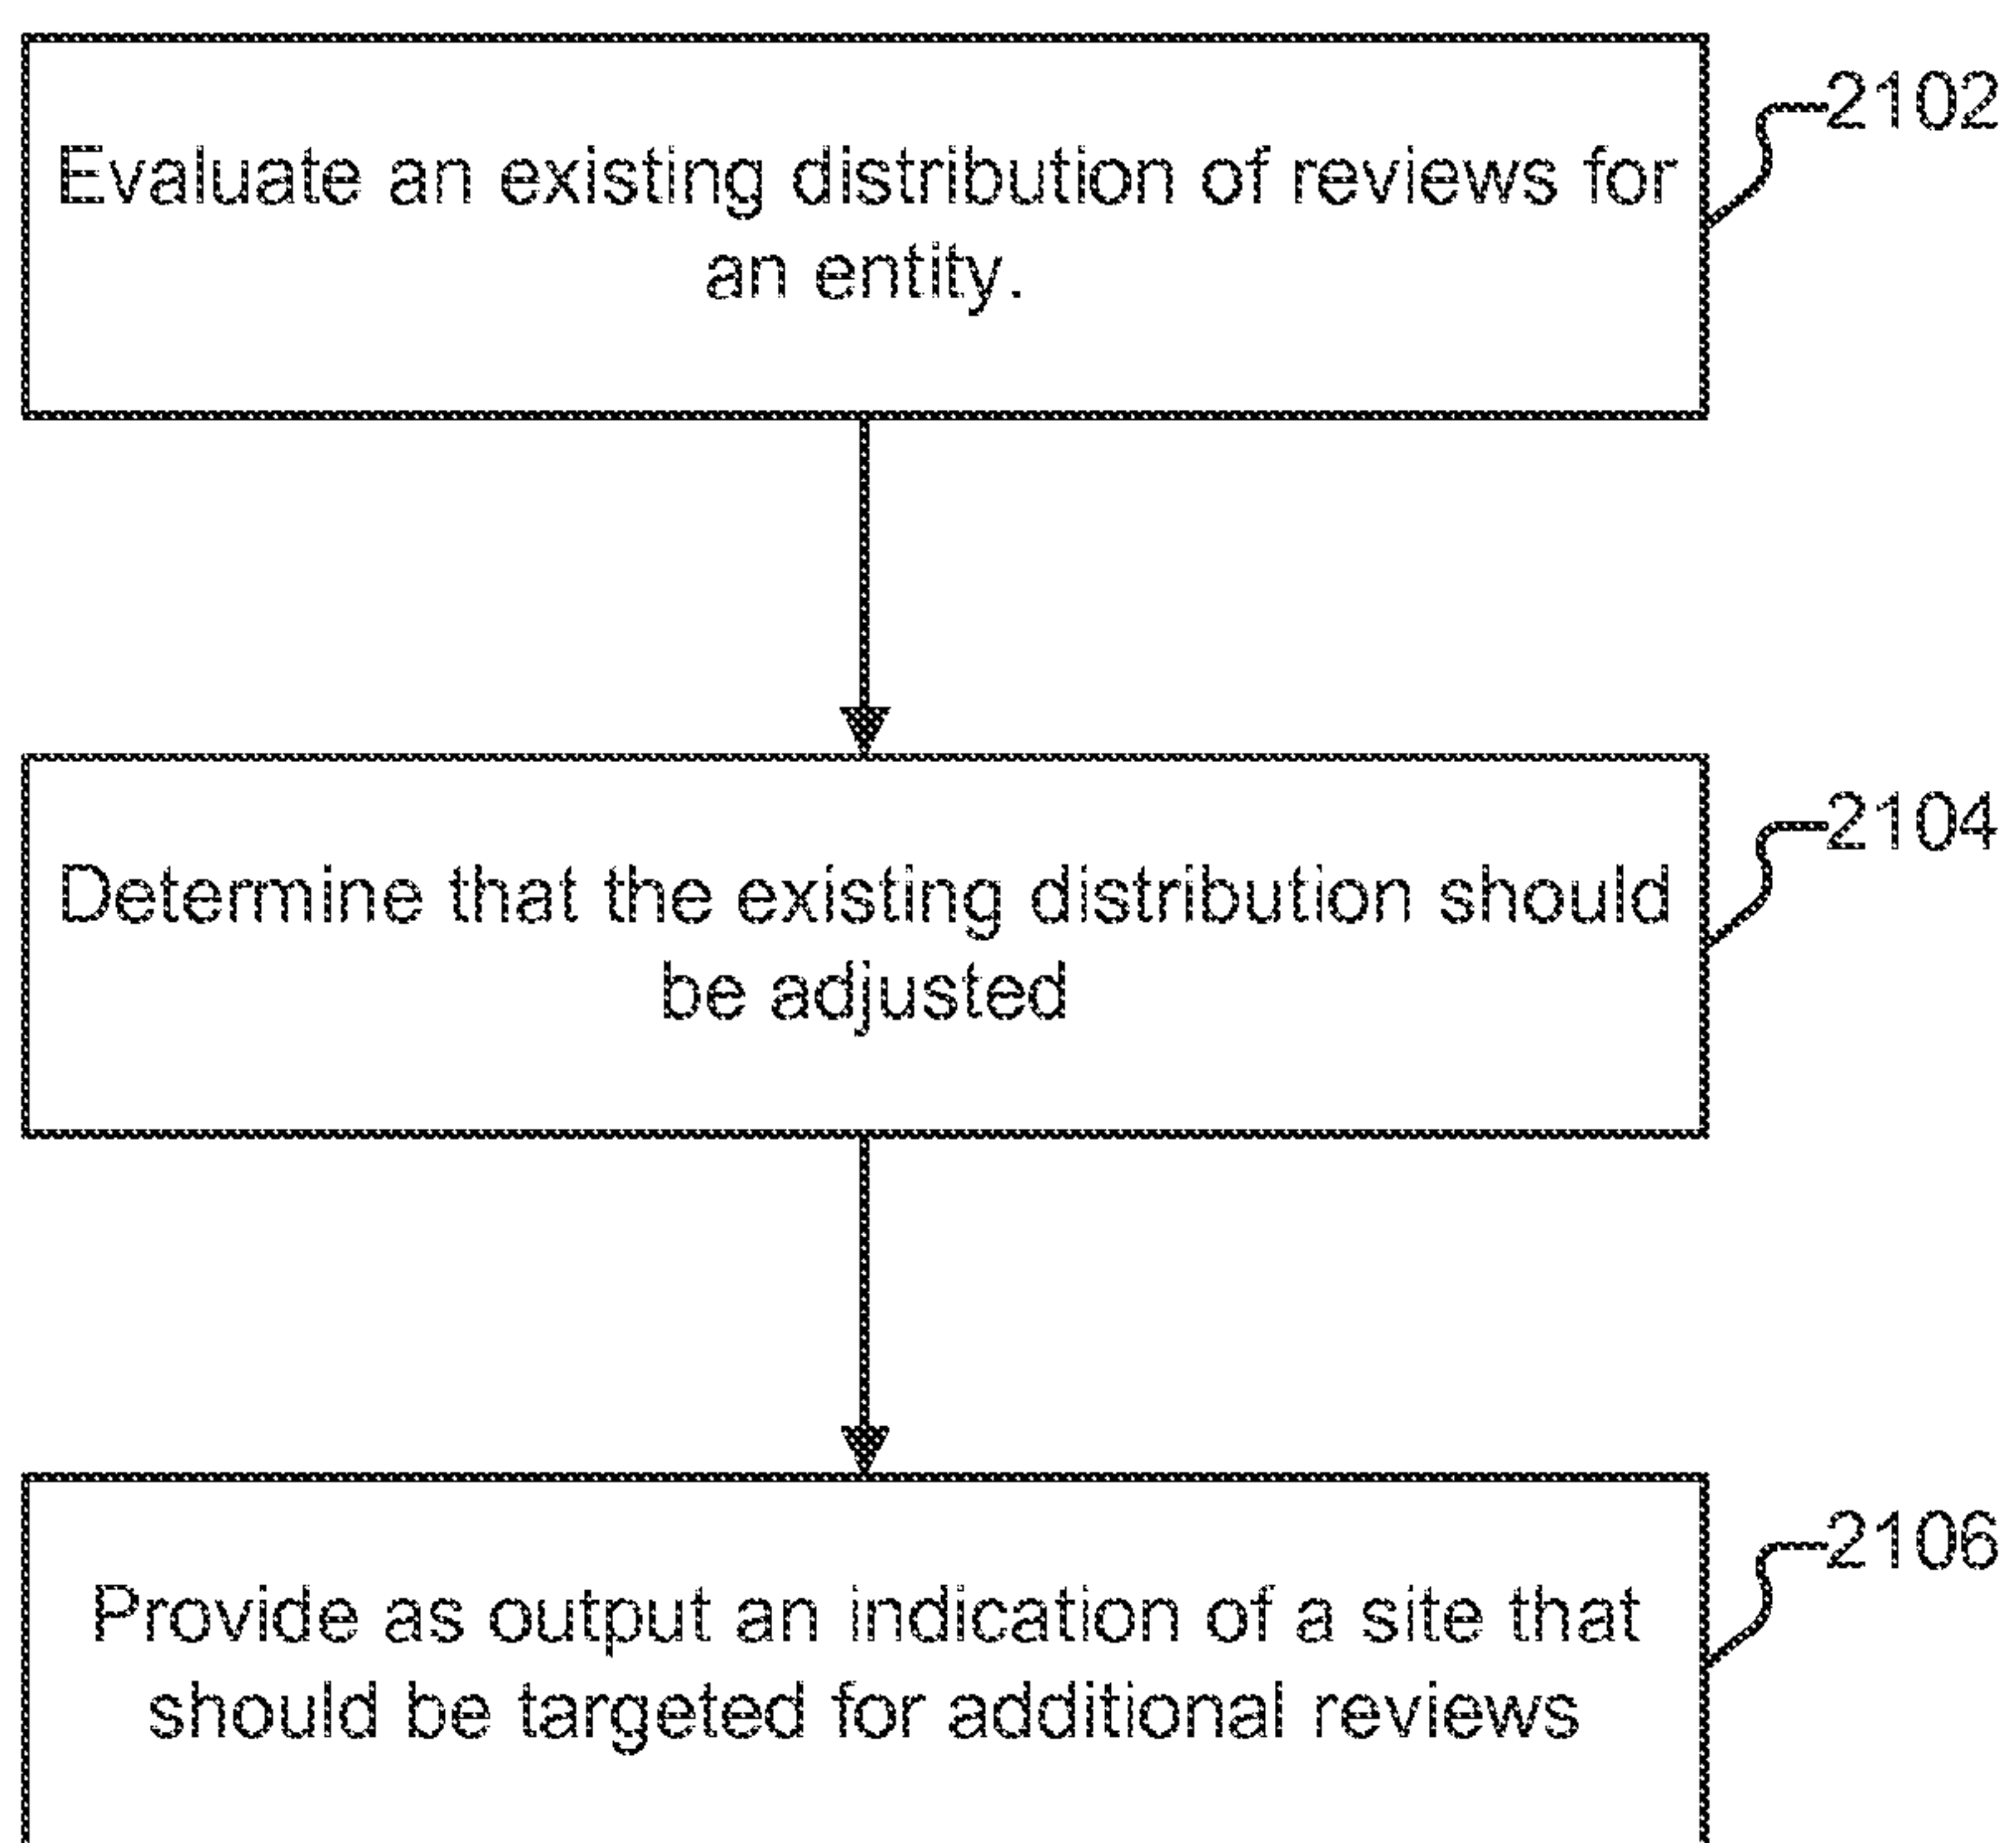 2102
Evaluate an existing distribution of reviews for
an entity.
2104
Determine that the existing distribution should
be adjusted
2106
Provide as output an indication of a site that
should be targeted for additional reviews